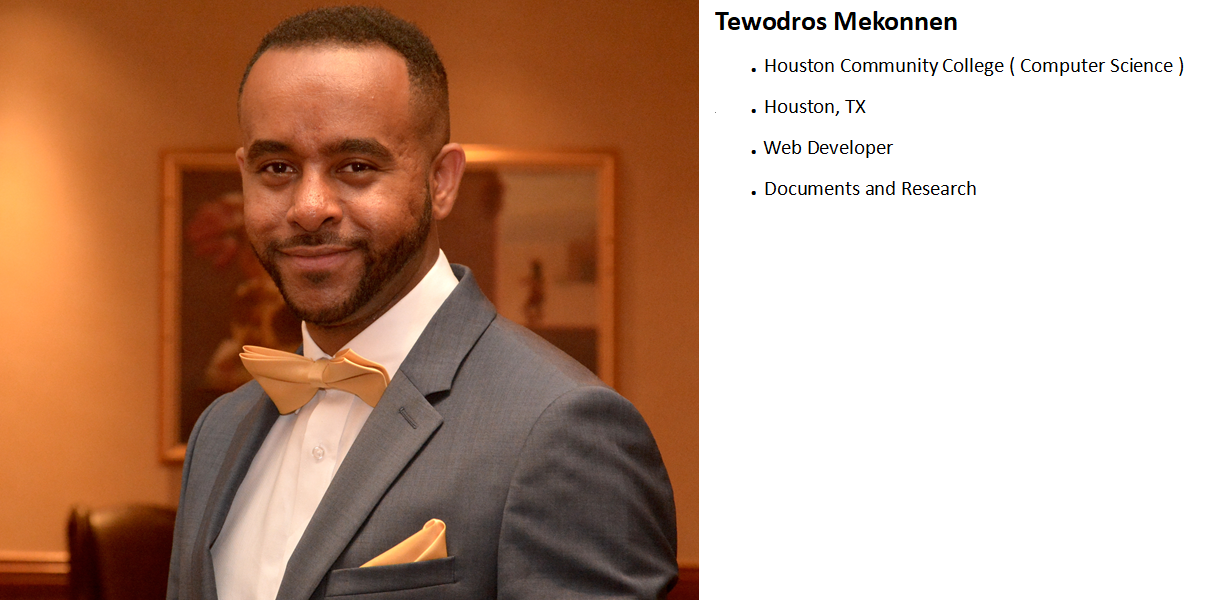 Tewodros Mekonnen
• Houston Community College ( Computer Science )
• Houston, TX
• Web Developer
• Documents and Research